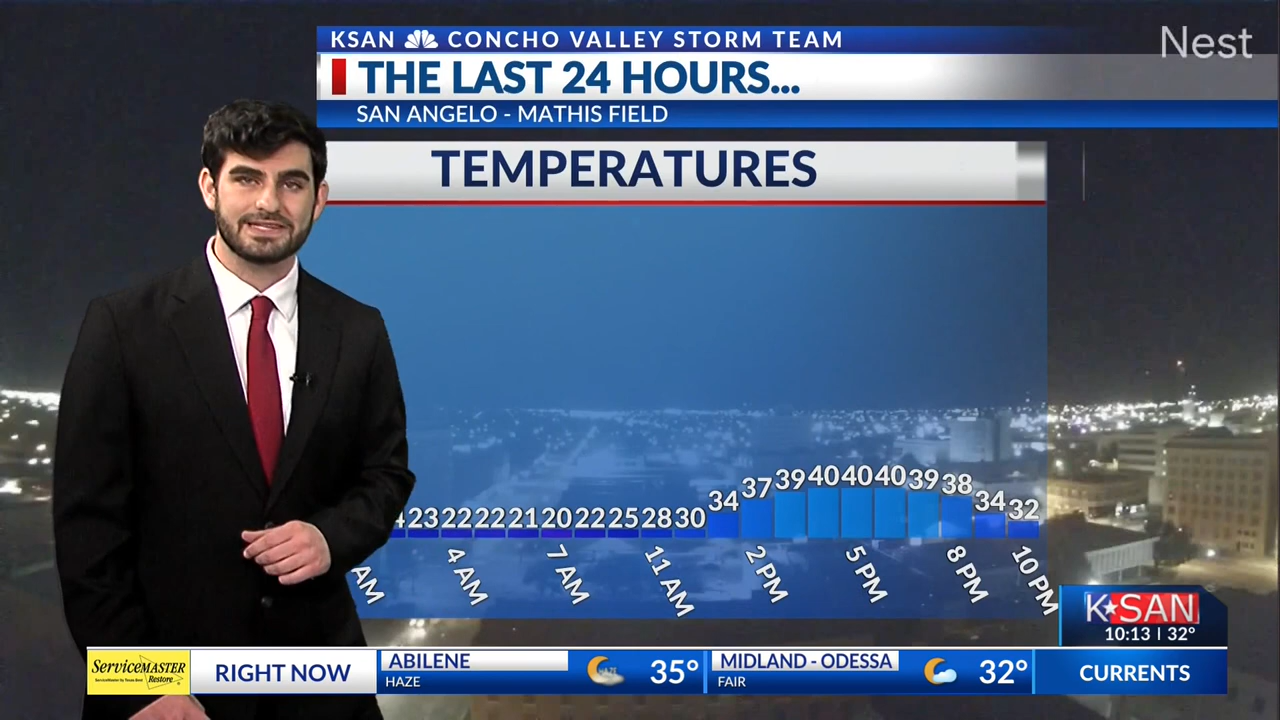 KSAN CONCHO VALLEY STORM TEAM
Nest
THE LAST 24 HOURS...
SAN ANGELO - MATHIS FIELD
TEMPERATURES
4 23 22 22 21 20 22 25 28 30 34 37 39 40 40 40 39 38 34 32
AM 4 AM 7 AM 11 AM 2 PM 5 PM 8 PM 10 PM
KSAN
10:13 | 32°
ServiceMASTER
Restore
RIGHT NOW
ABILENE
HAZE
35°
MIDLAND - ODESSA
FAIR
32°
CURRENTS